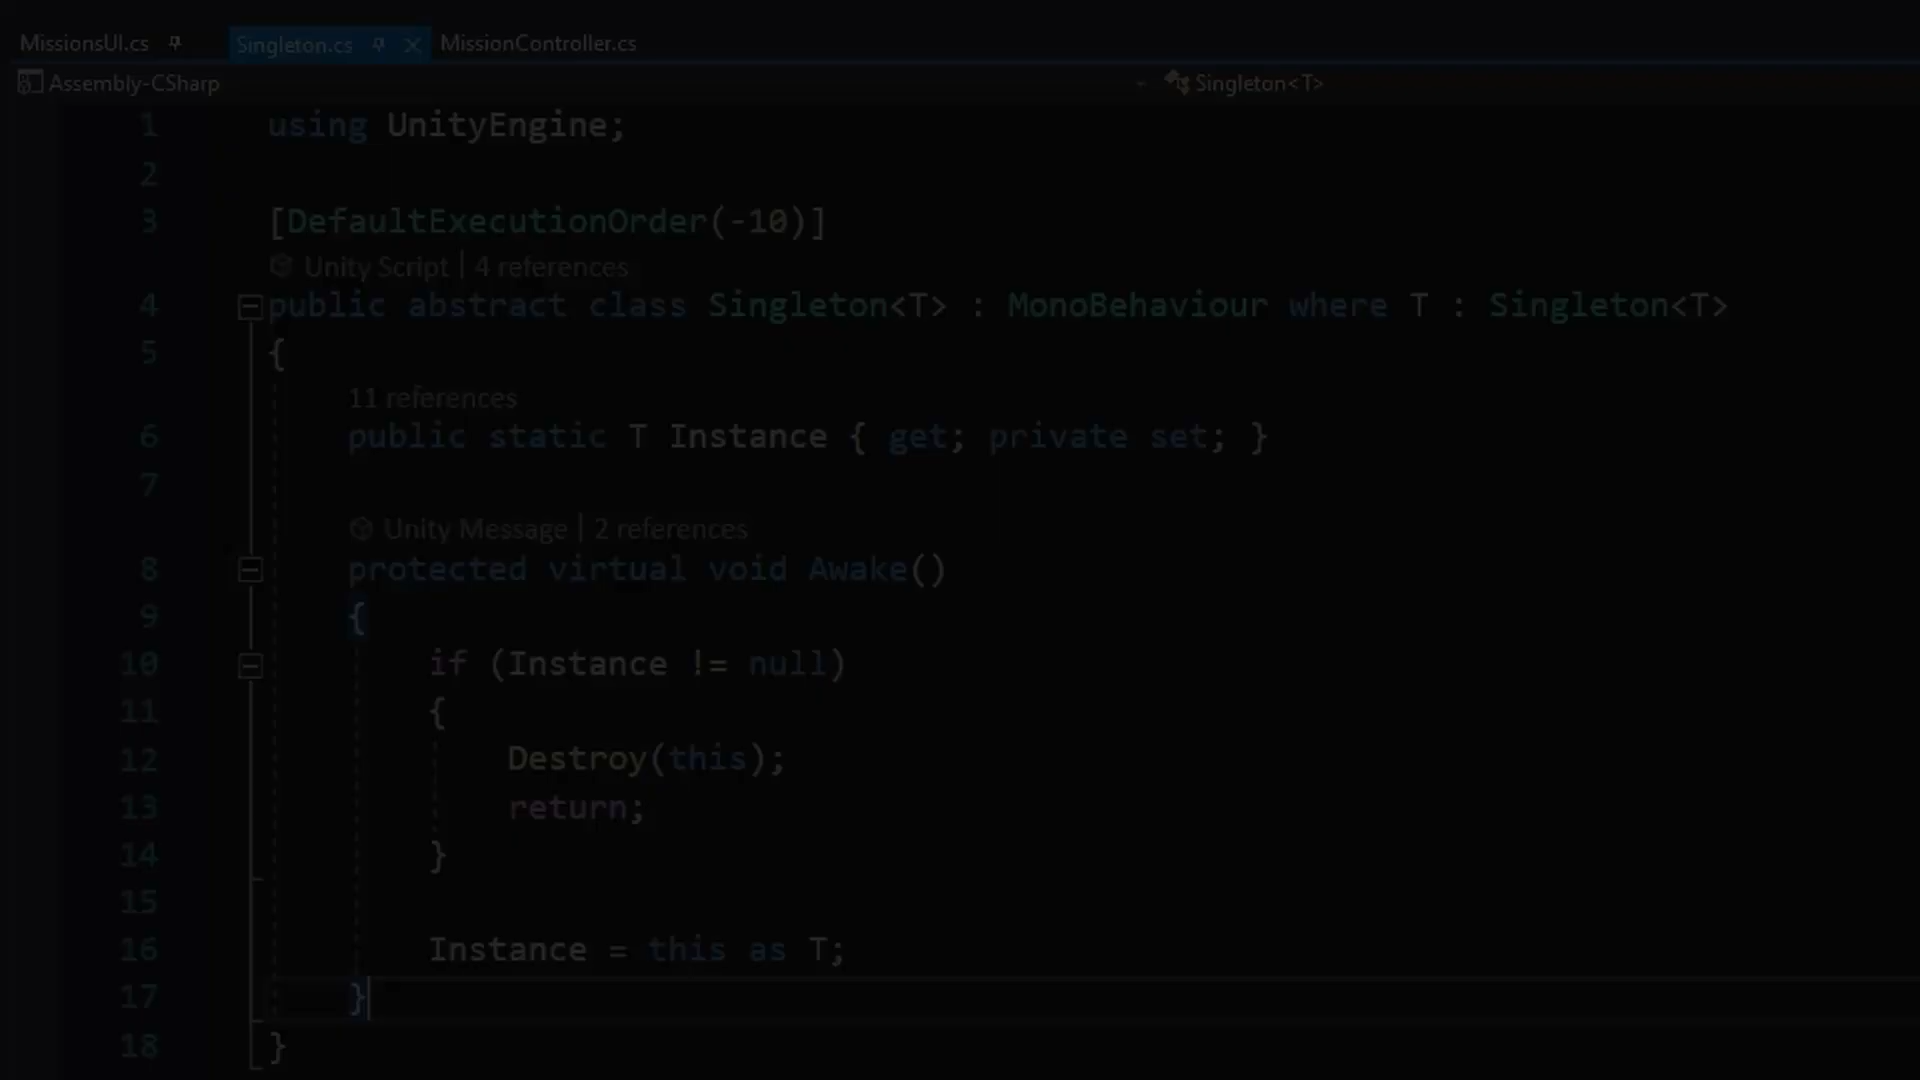 MissionsUI.cs Singleton.cs MissionController.cs
Assembly-CSharp Singleton<T>
1 using UnityEngine;
2
3 [DefaultExecutionOrder(-10)]
Unity Script | 4 references
4 public abstract class Singleton<T> : MonoBehaviour where T : Singleton<T>
5 {
11 references
6 public static T Instance { get; private set; }
7
Unity Message | 2 references
8 protected virtual void Awake()
9 {
10 if (Instance != null)
11 {
12 Destroy(this);
13 return;
14 }
15
16 Instance = this as T;
17 }
18 }